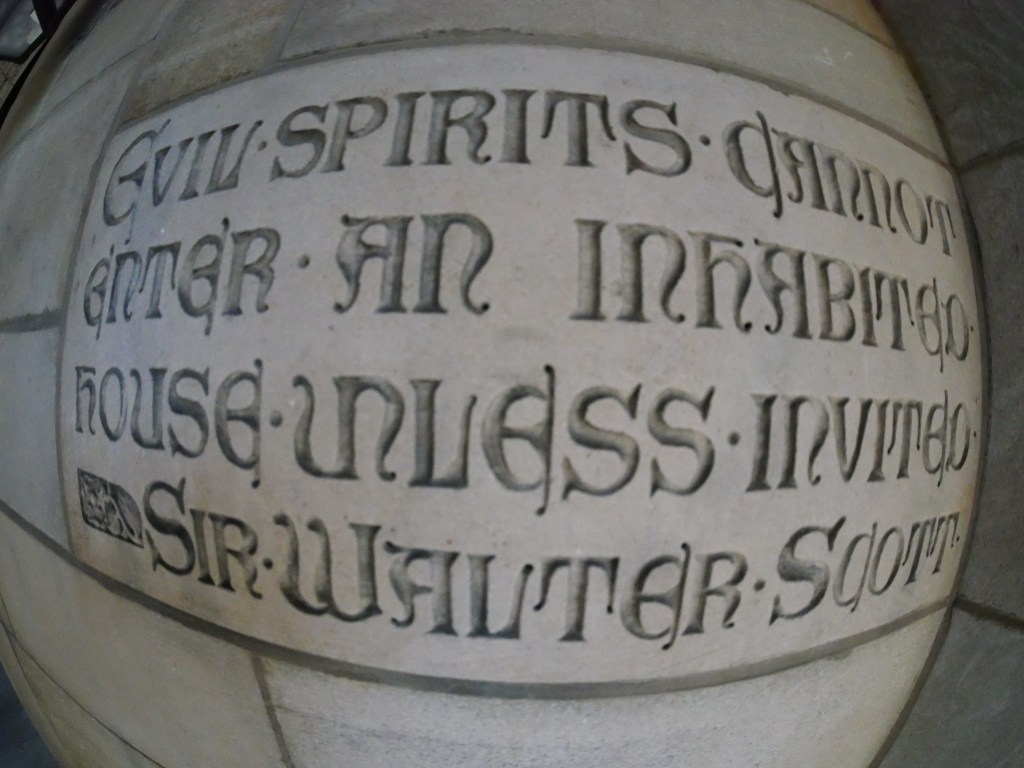 EVIL·SPIRITS·CANNOT
ENTER·AN INHABITED·
HOUSE·UNLESS·INVITED·
SIR·WALTER·SCOTT·